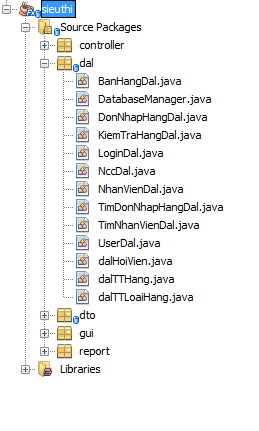 sieuthi
Source Packages
controller
dal
BanHangDal.java
DatabaseManager.java
DonNhapHangDal.java
KiemTraHangDal.java
LoginDal.java
NccDal.java
NhanVienDal.java
TimDonNhapHangDal.java
TimNhanVienDal.java
UserDal.java
dalHoiVien.java
dalTTHang.java
dalTTLoaiHang.java
dto
gui
report
Libraries